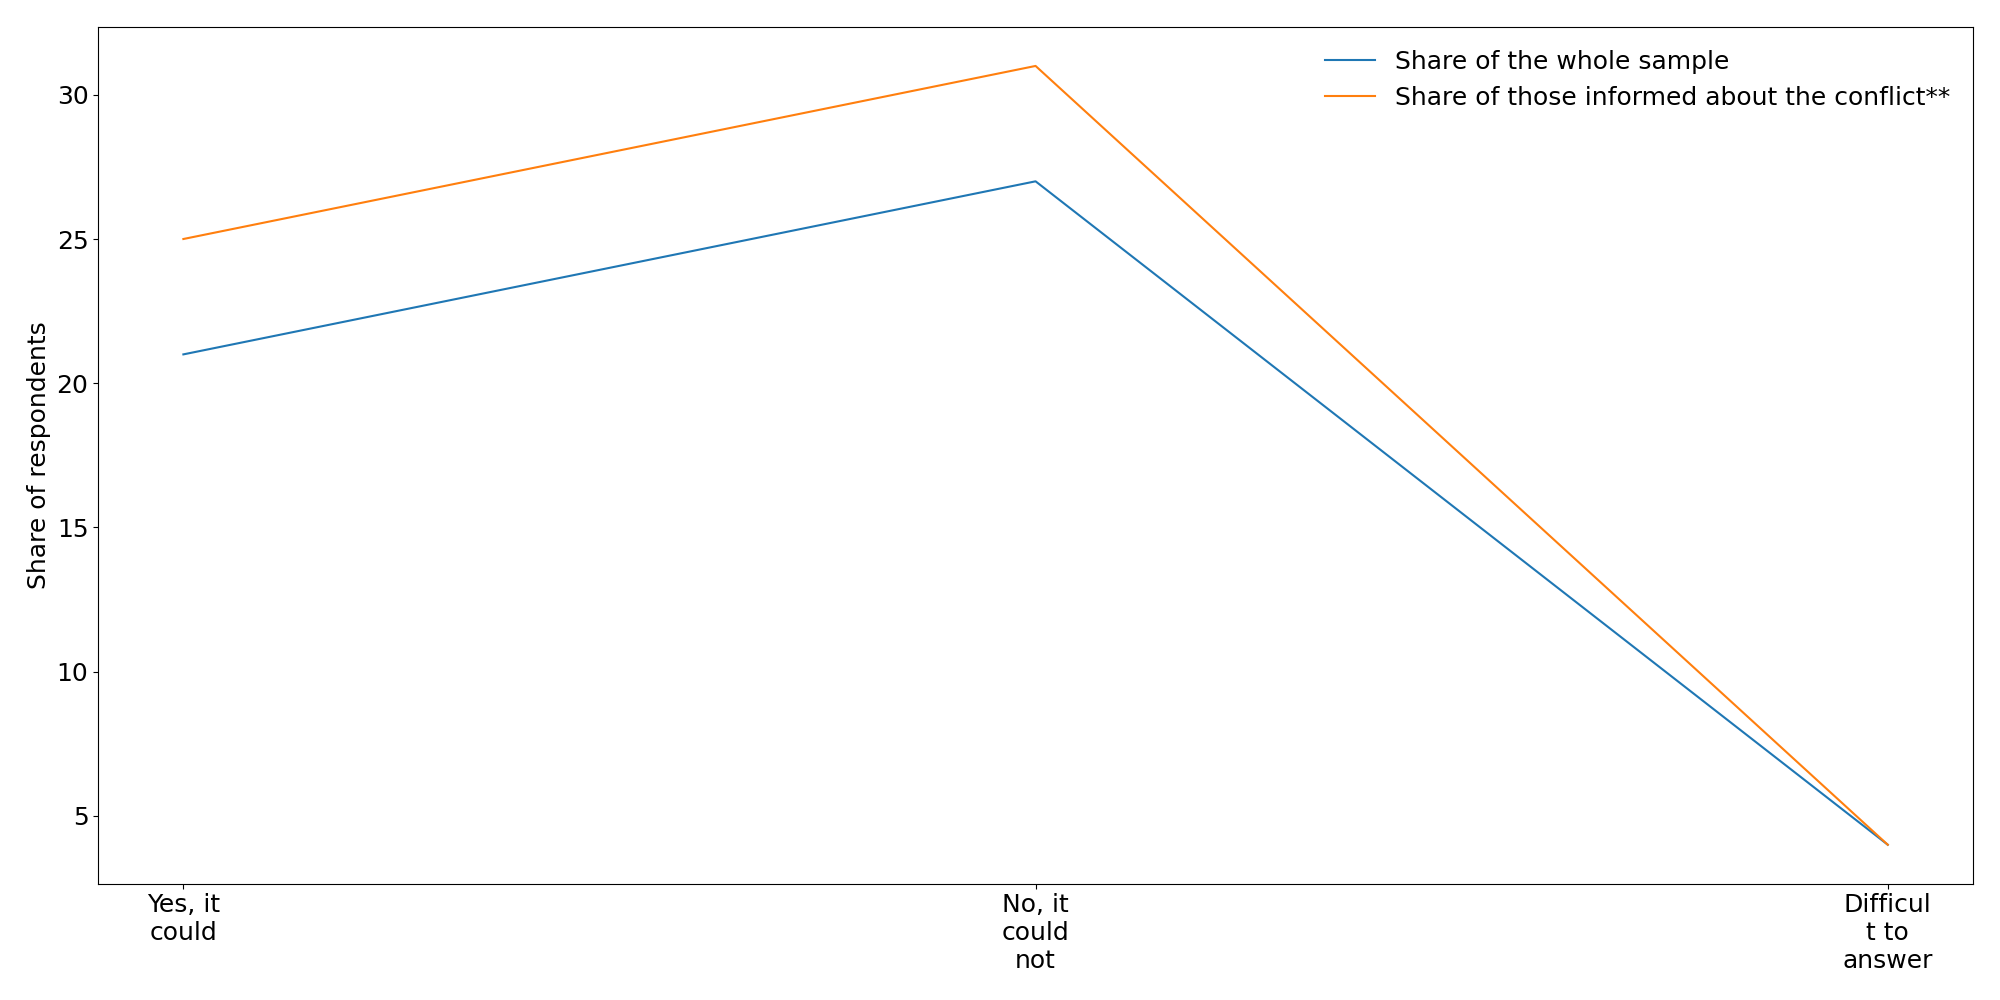 Share of the whole sample
Share of those informed about the conflict**
Share of respondents
30
25
20
15
10
5
Yes, it
could
No, it
could
not
Difficul
t to
answer